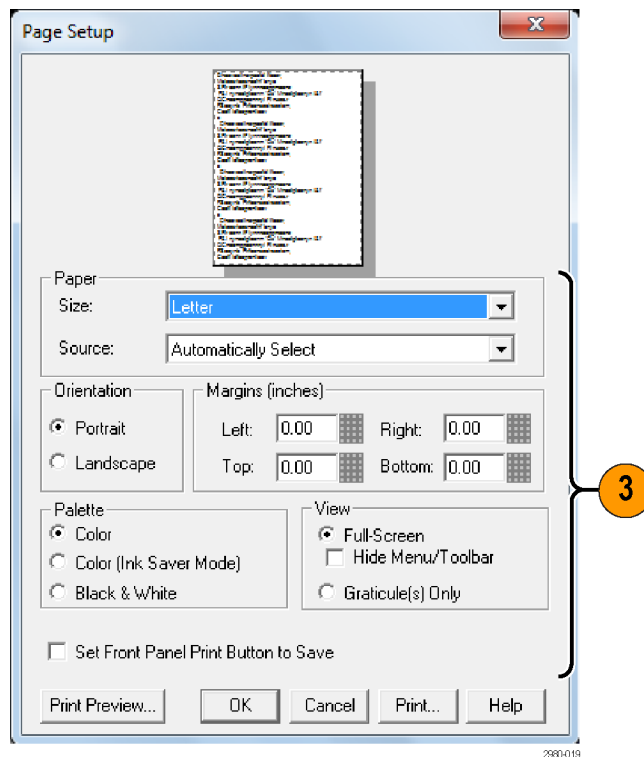 Page Setup
Paper
Size: Letter
Source: Automatically Select
Orientation Margins (inches)
Portrait Left: 0.00 Right: 0.00
Landscape Top: 0.00 Bottom: 0.00
Palette View
Color Full-Screen
Hide Menu/Toolbar
Color (Ink Saver Mode)
Black & White Graticule(s) Only
Set Front Panel Print Button to Save
Print Preview... OK Cancel Print... Help
3
2980-019